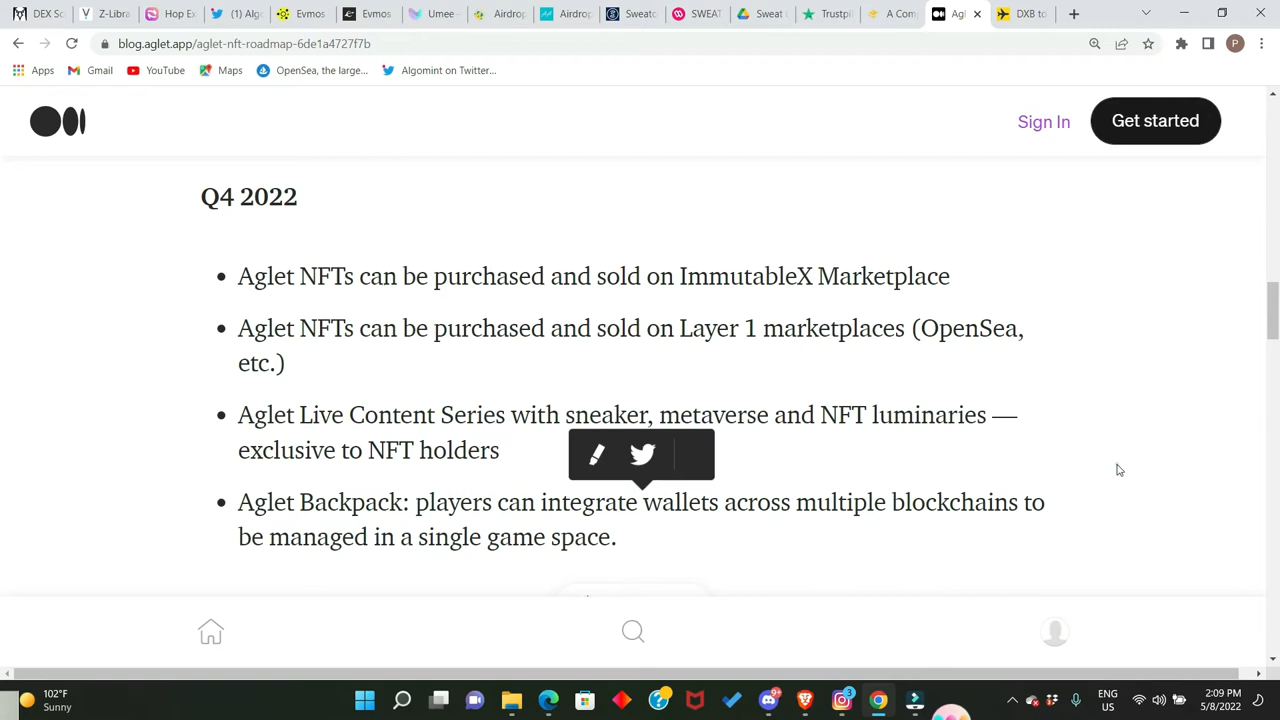 DEX Sc
Z-Libra
Hop Ex
(1) Algo
Evmos
Evmos
Umee -
Airdrop
Airdrop
Sweatc
SWEAT
Sweat
Trustpil
A Com
Agl
DXB to
blog.aglet.app/aglet-nft-roadmap-6de1a4727f7b
P
Apps
Gmail
YouTube
Maps
OpenSea, the large...
Algomint on Twitter...
Sign In
Get started
Q4 2022
• Aglet NFTs can be purchased and sold on ImmutableX Marketplace
• Aglet NFTs can be purchased and sold on Layer 1 marketplaces (OpenSea,
etc.)
• Aglet Live Content Series with sneaker, metaverse and NFT luminaries —
exclusive to NFT holders
• Aglet Backpack: players can integrate wallets across multiple blockchains to
be managed in a single game space.
102°F
Sunny
9+
3
ENG
US
2:09 PM
5/8/2022